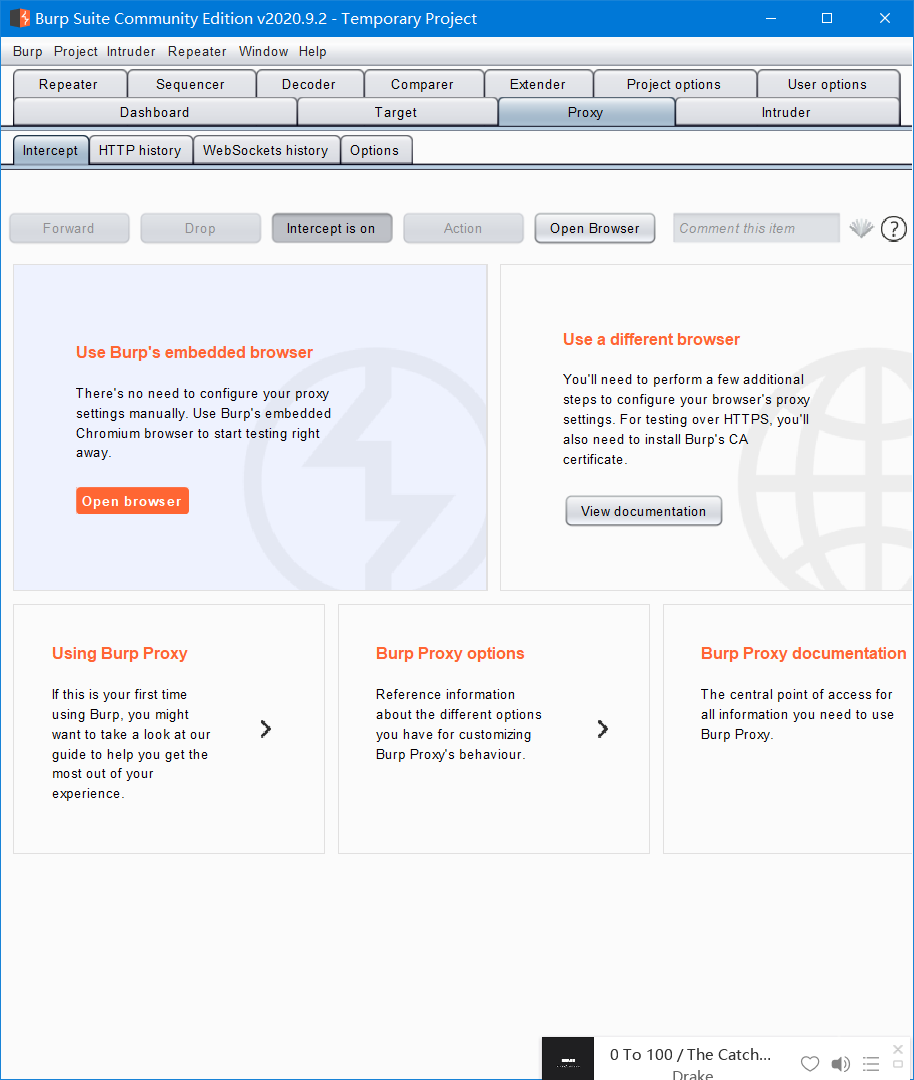 Burp Suite Community Edition v2020.9.2 - Temporary Project
Burp Project Intruder Repeater Window Help
Repeater Sequencer Decoder Comparer Extender Project options User options
Dashboard Target Proxy Intruder
Intercept HTTP history WebSockets history Options
Forward Drop Intercept is on Action Open Browser Comment this item ?
Use Burp's embedded browser
There's no need to configure your proxy
settings manually. Use Burp's embedded
Chromium browser to start testing right
away.
Open browser
Use a different browser
You'll need to perform a few additional
steps to configure your browser's proxy
settings. For testing over HTTPS, you'll
also need to install Burp's CA
certificate.
View documentation
Using Burp Proxy
If this is your first time
using Burp, you might
want to take a look at our
guide to help you get the
most out of your
experience.
Burp Proxy options
Reference information
about the different options
you have for customizing
Burp Proxy's behaviour.
Burp Proxy documentation
The central point of access for
all information you need to use
Burp Proxy.
0 To 100 / The Catch...
Drake